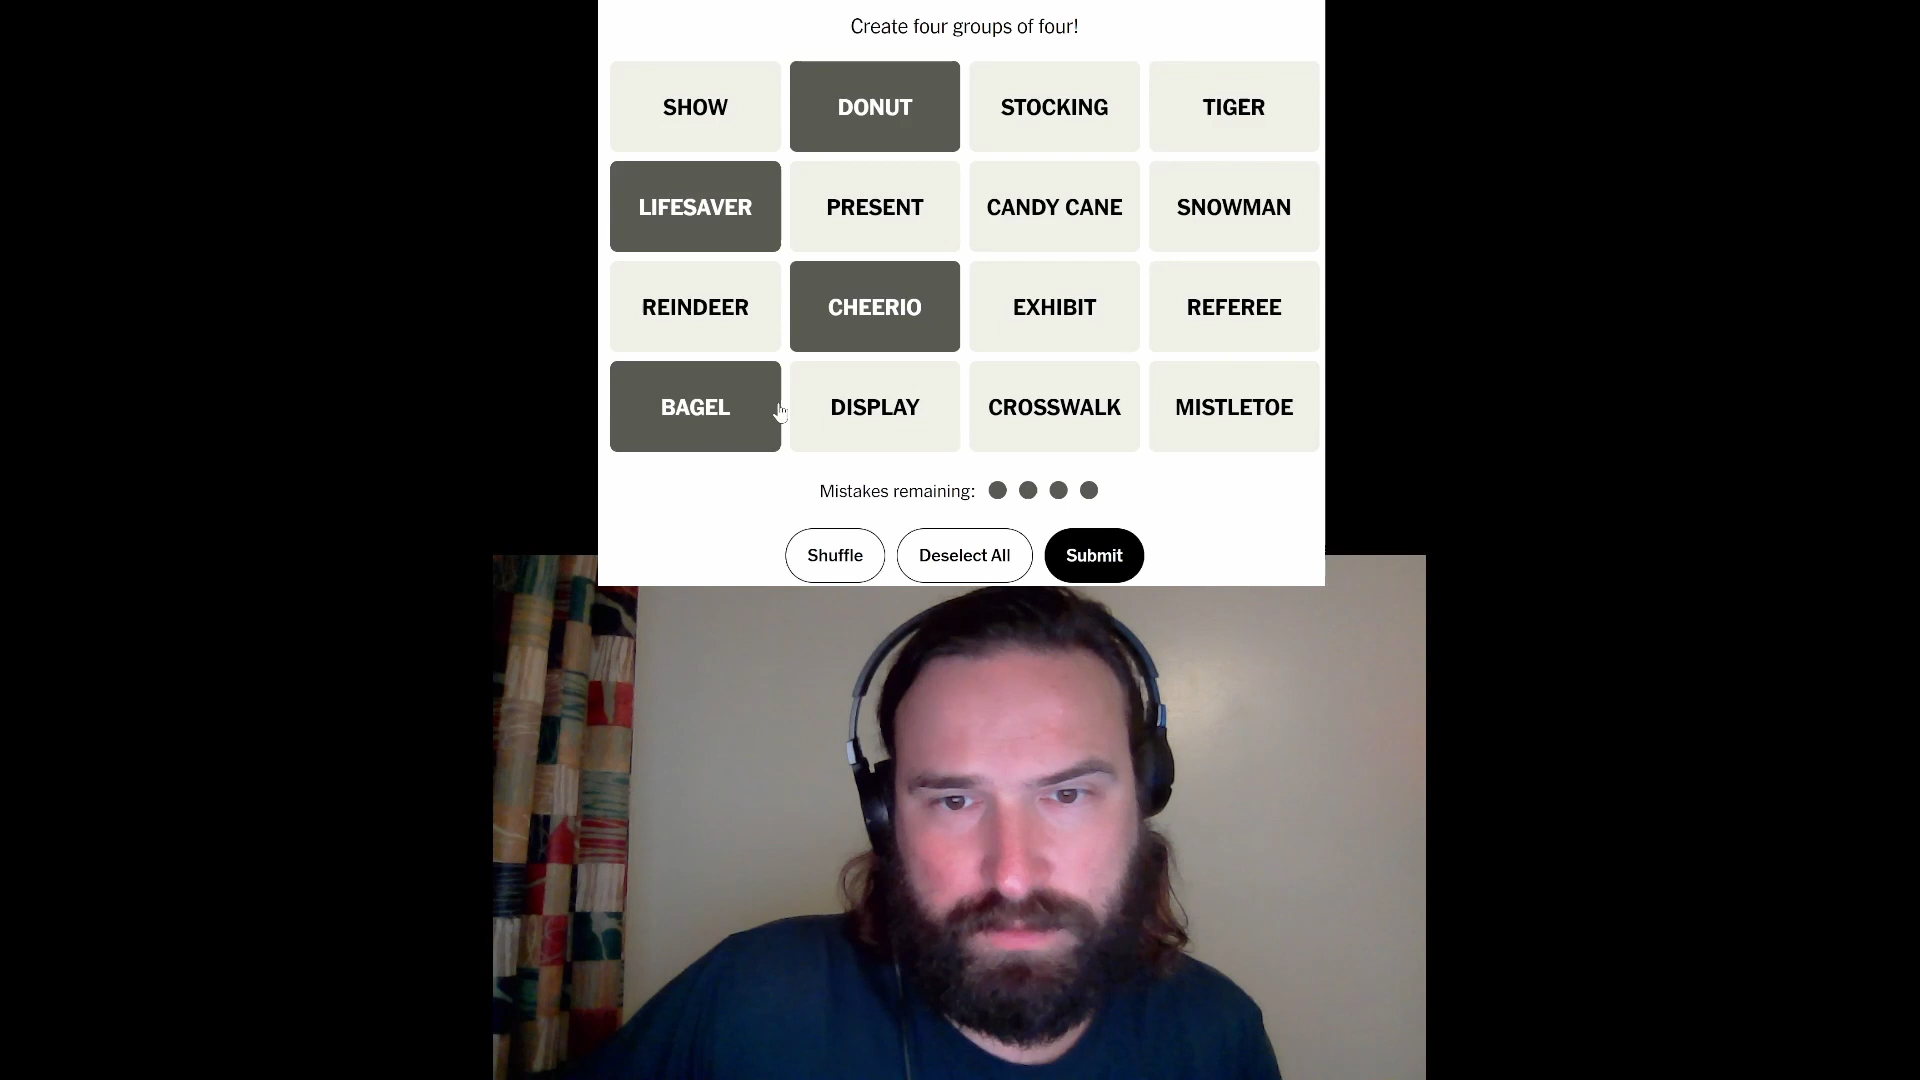 Create four groups of four!
SHOW DONUT STOCKING TIGER
LIFESAVER PRESENT CANDY CANE SNOWMAN
REINDEER CHEERIO EXHIBIT REFEREE
BAGEL DISPLAY CROSSWALK MISTLETOE
Mistakes remaining:
Shuffle Deselect All Submit